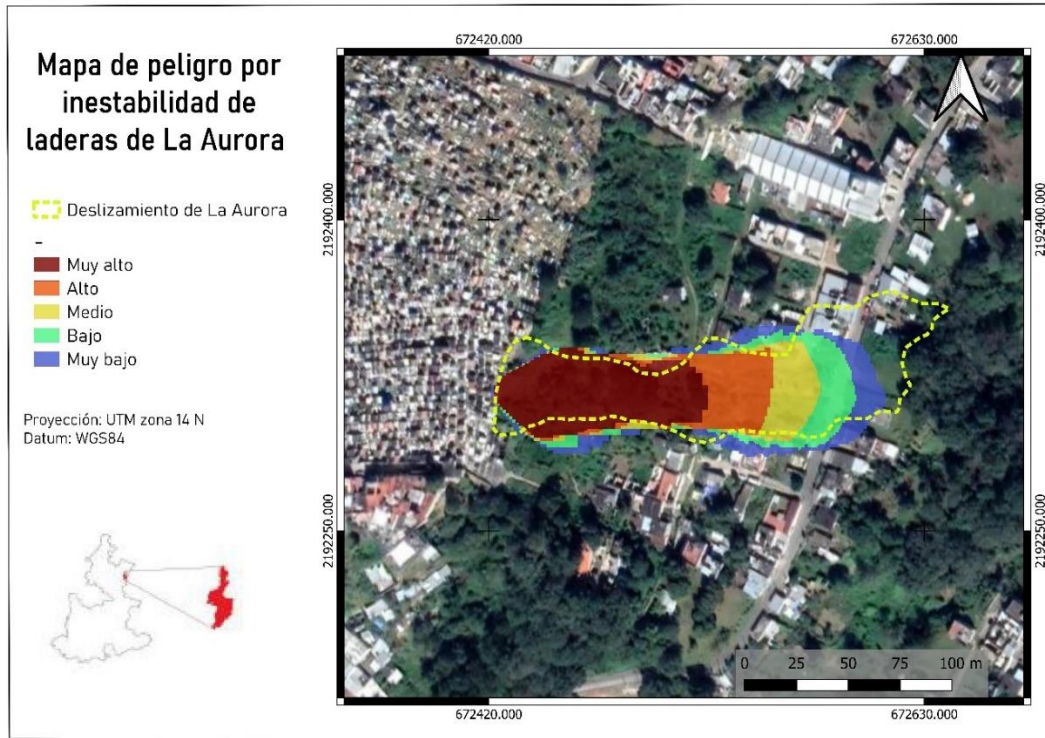 Mapa de peligro por
inestabilidad de
laderas de La Aurora
Deslizamiento de La Aurora
-
Muy alto
Alto
Medio
Bajo
Muy bajo
Proyección: UTM zona 14 N
Datum: WGS84
672420.000
672630.000
2192400.000
2192400.000
2192250.000
2192250.000
0 25 50 75 100 m
672420.000
672630.000